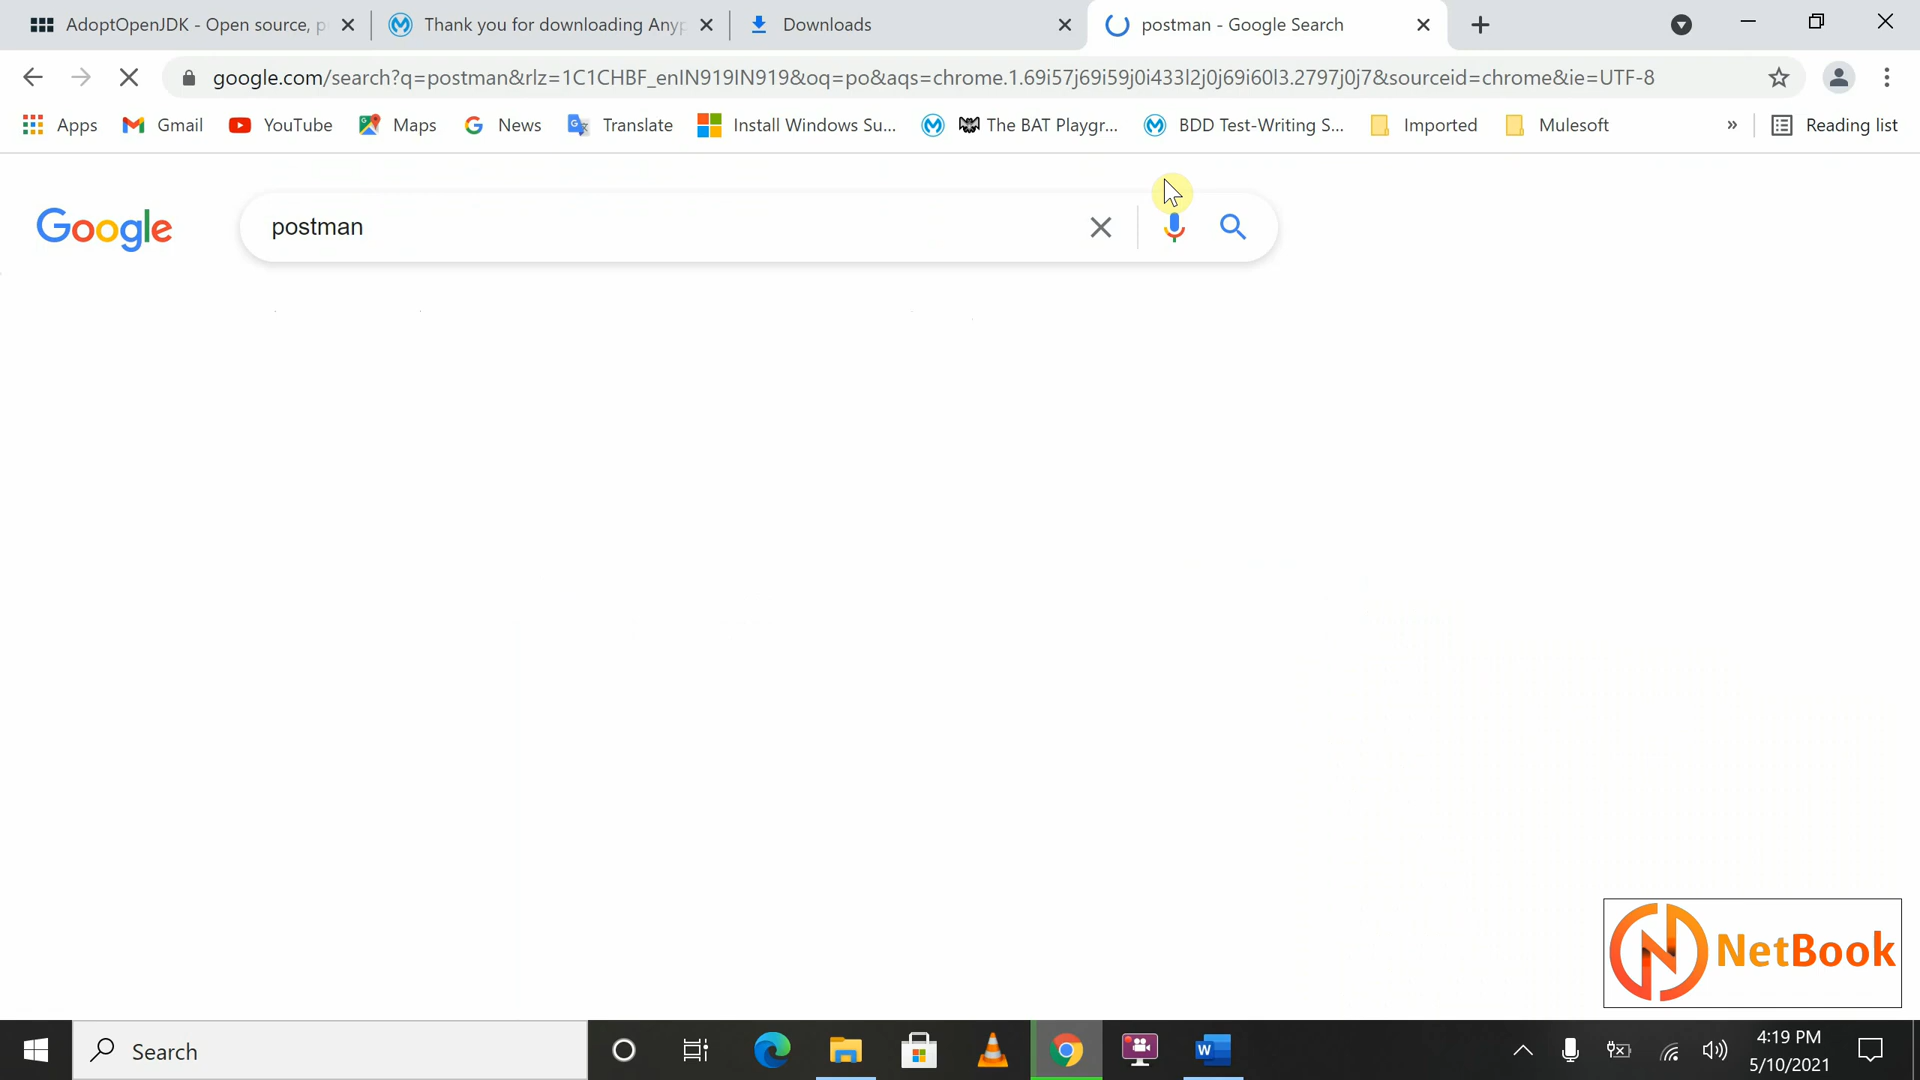 AdoptOpenJDK - Open source, p
Thank you for downloading Anyp
Downloads
postman - Google Search
google.com/search?q=postman&rlz=1C1CHBF_enIN919IN919&oq=po&aqs=chrome.1.69i57j69i59j0i433l2j0j69i60l3.2797j0j7&sourceid=chrome&ie=UTF-8
Apps
Gmail
YouTube
Maps
News
Translate
Install Windows Su...
The BAT Playgr...
BDD Test-Writing S...
Imported
Mulesoft
»
Reading list
Google
postman
NetBook
Search
4:19 PM
5/10/2021